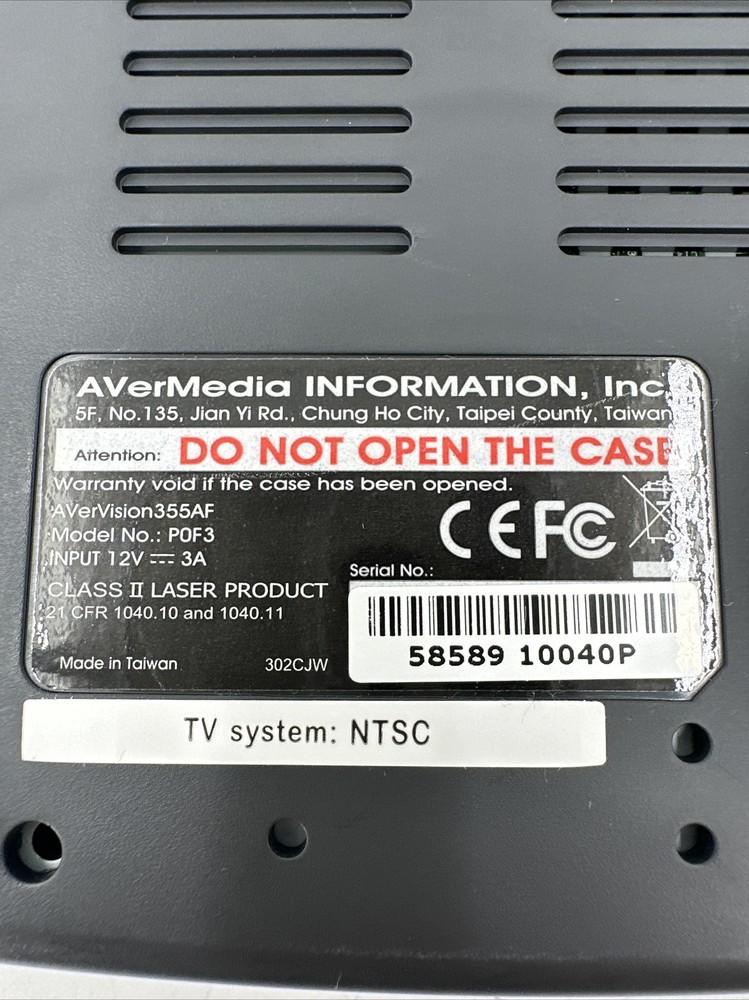 AVerMedia INFORMATION, Inc.
5F, No.135, Jian Yi Rd., Chung Ho City, Taipei County, Taiwan
Attention: DO NOT OPEN THE CASE
Warranty void if the case has been opened.
AVerVision355AF
Model No.: P0F3
INPUT 12V ⎓ 3A
CE FC
Serial No.:
CLASS II LASER PRODUCT
21 CFR 1040.10 and 1040.11
58589 10040P
Made in Taiwan 302CJW
TV system: NTSC